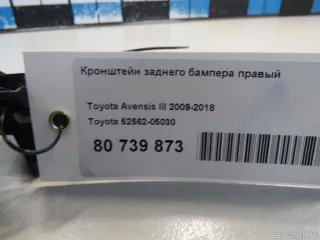 Кронштейн заднего бампера правый
Toyota Avensis III 2009-2018
Toyota 52562-05030
80 739 873